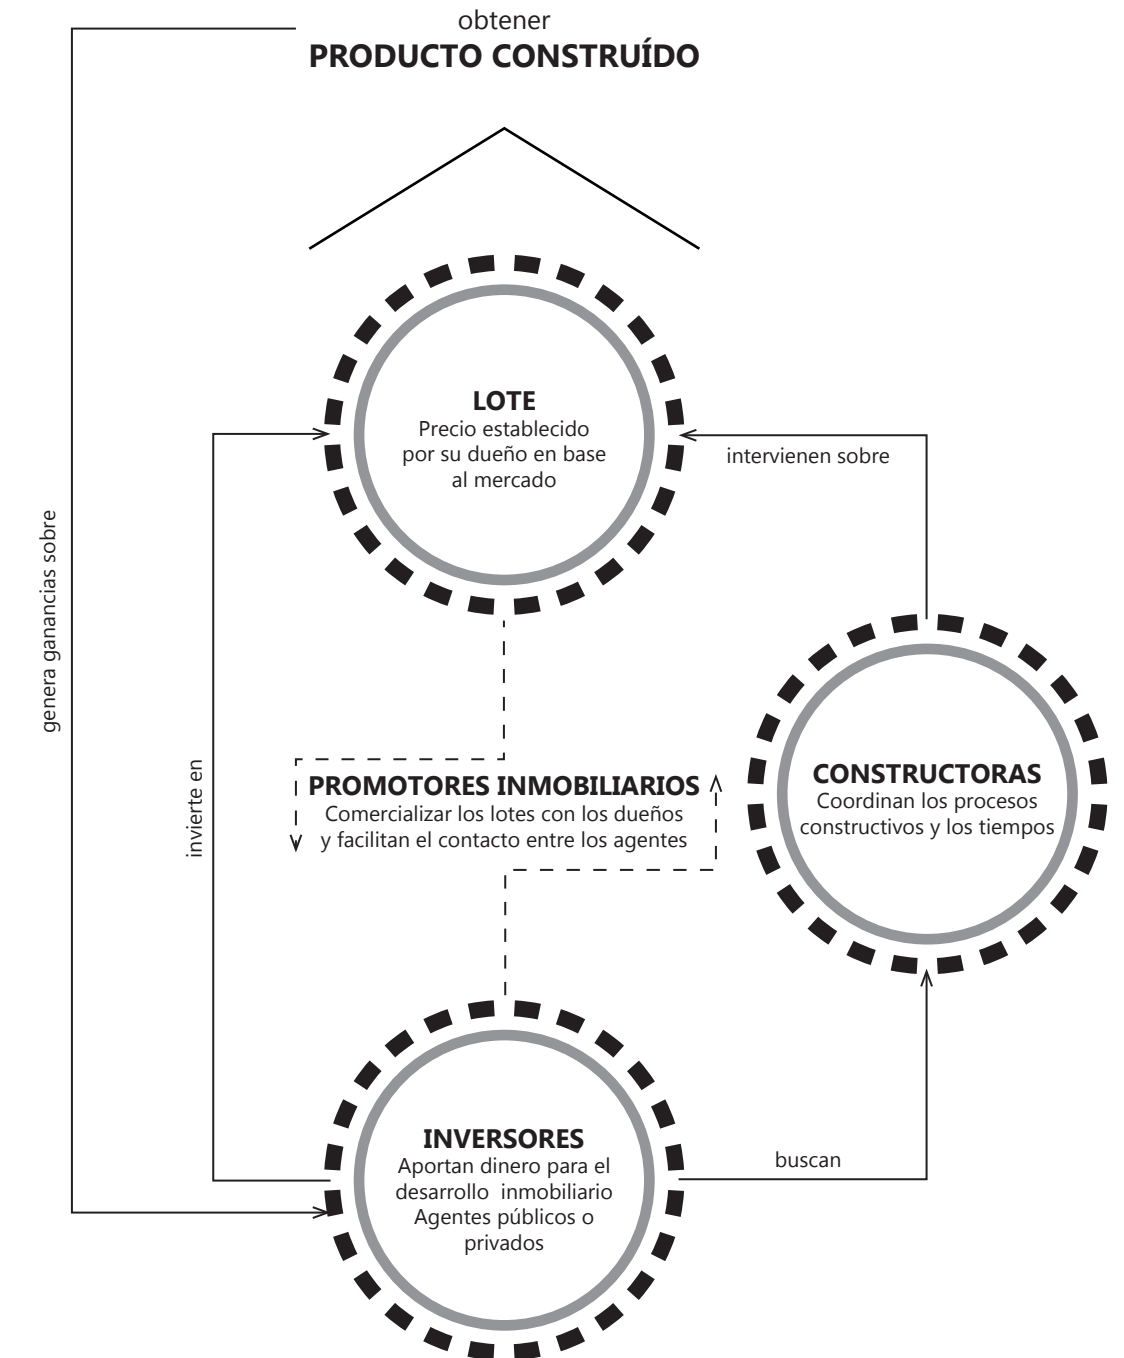 obtener
PRODUCTO CONSTRUÍDO
LOTE
Precio establecido
por su dueño en base
al mercado
intervienen sobre
genera ganancias sobre
invierte en
PROMOTORES INMOBILIARIOS
Comercializar los lotes con los dueños
y facilitan el contacto entre los agentes
CONSTRUCTORAS
Coordinan los procesos
constructivos y los tiempos
INVERSORES
Aportan dinero para el
desarrollo inmobiliario
Agentes públicos o
privados
buscan